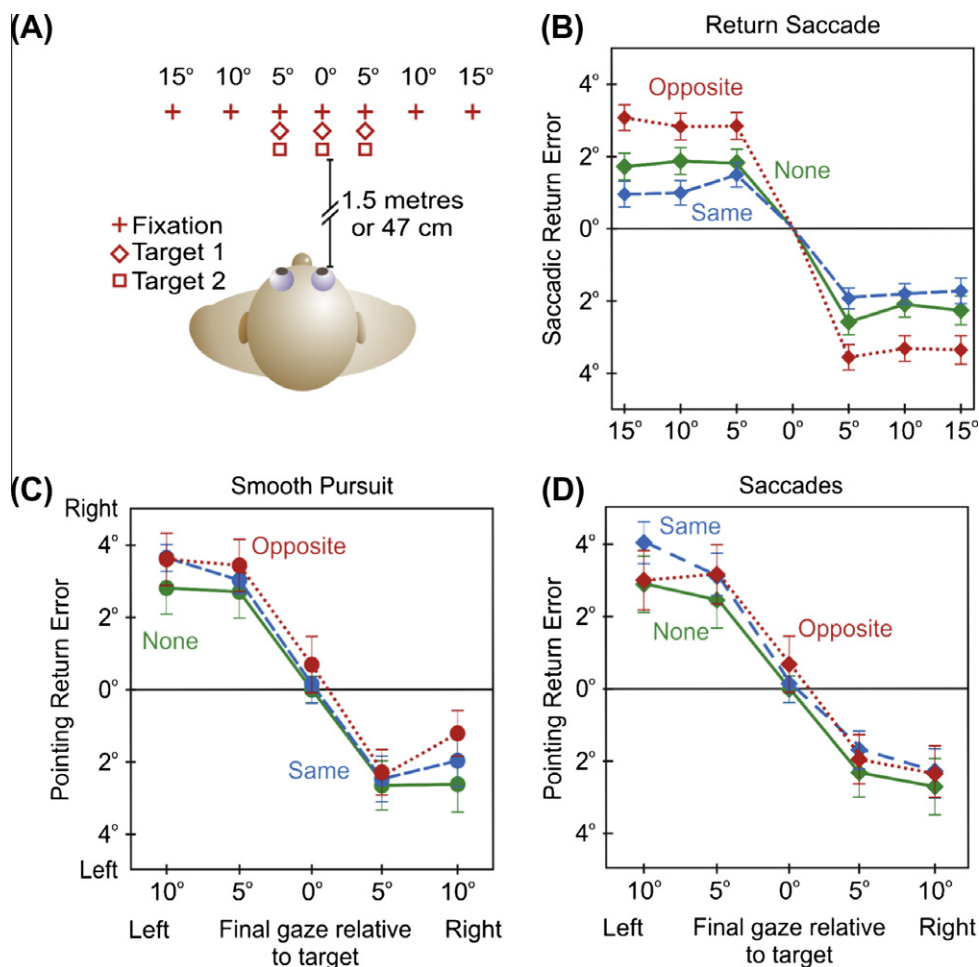 (A)
15° 10° 5° 0° 5° 10° 15°
1.5 metres
or 47 cm
Fixation
Target 1
Target 2
(B)
Return Saccade
Saccadic Return Error
4°
2°
0°
2°
4°
Opposite
None
Same
15° 10° 5° 0° 5° 10° 15°
(C)
Smooth Pursuit
Pointing Return Error
Right
4°
2°
0°
2°
4°
Left
Opposite
None
Same
10° 5° 0° 5° 10°
Left Final gaze relative Right
to target
(D)
Saccades
Pointing Return Error
4°
2°
0°
2°
4°
Same
None
Opposite
10° 5° 0° 5° 10°
Left Final gaze relative Right
to target